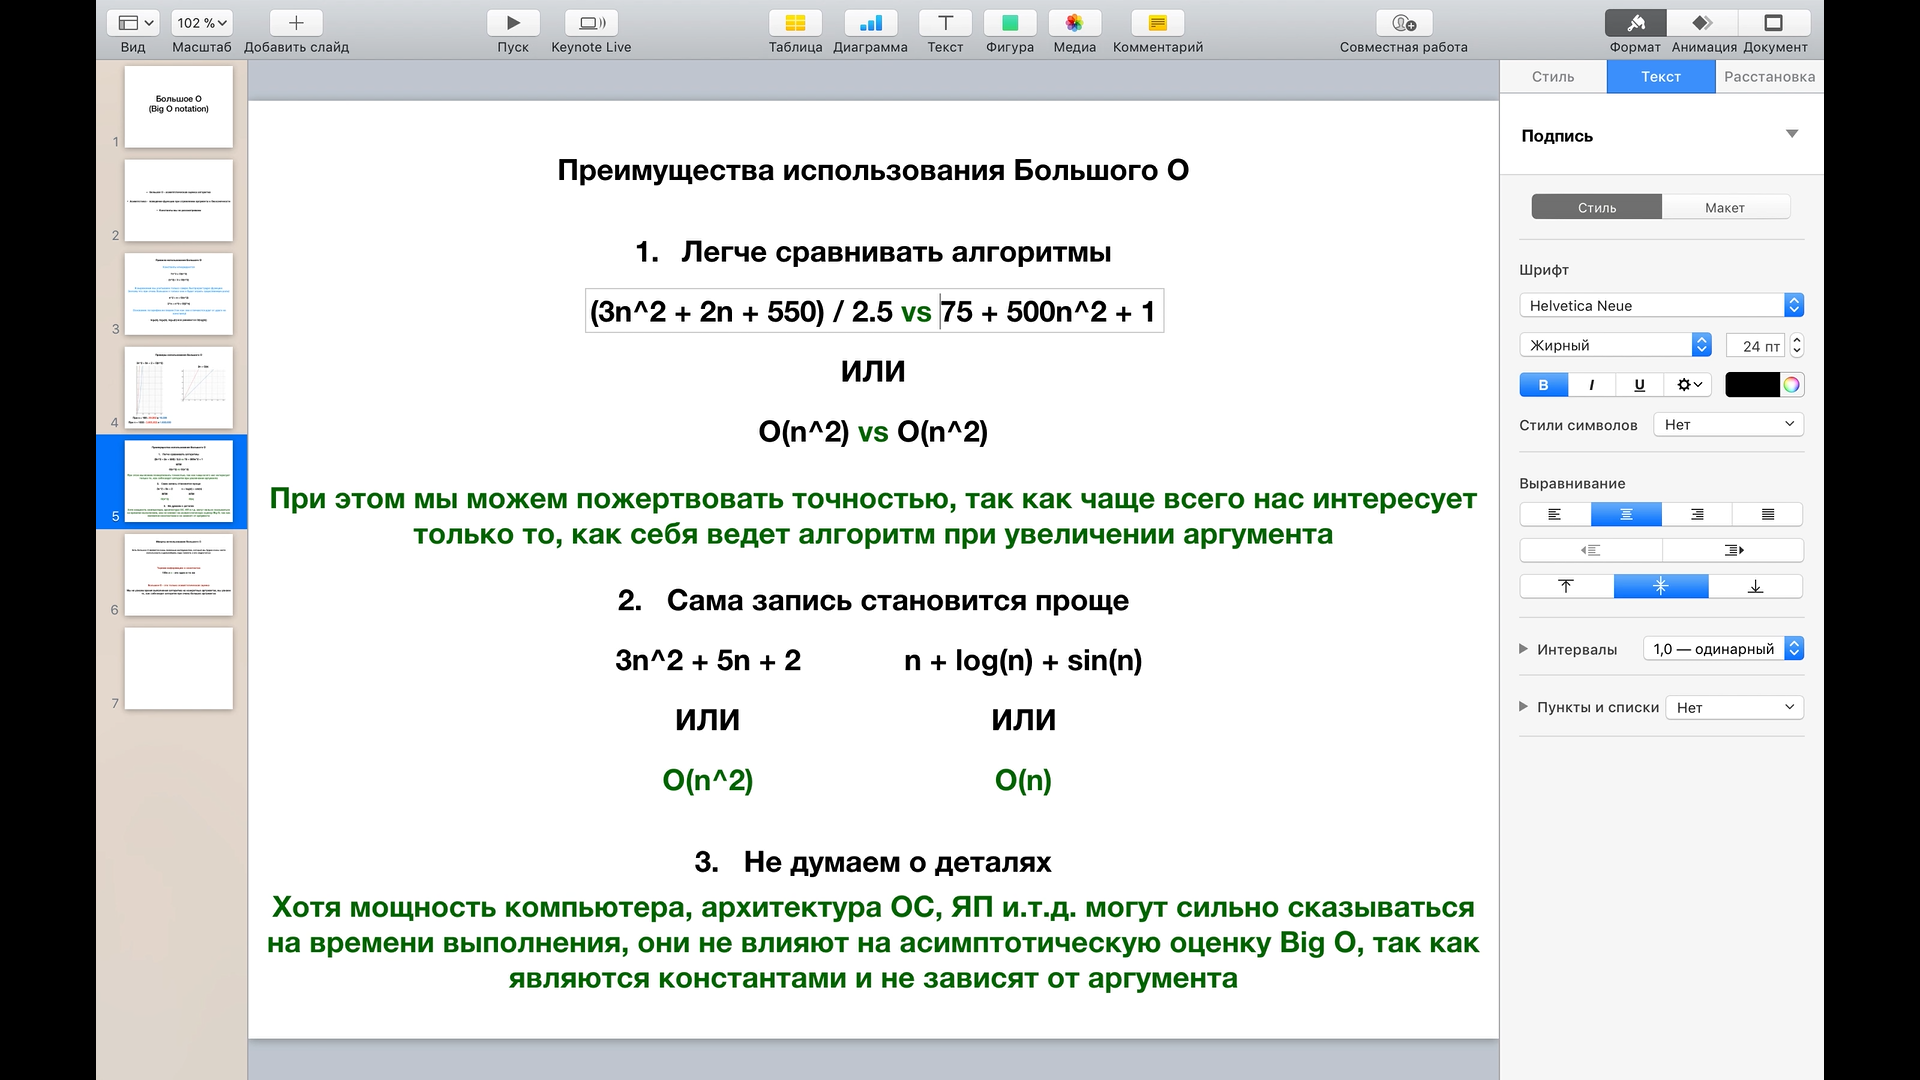 102 %
Вид
Масштаб
Добавить слайд
Пуск
Keynote Live
Таблица
Диаграмма
Текст
Фигура
Медиа
Комментарий
Совместная работа
Формат
Анимация
Документ
Большое О
(Big O notation)
1
2
3
4
5
6
7
Преимущества использования Большого О
1. Легче сравнивать алгоритмы
(3n^2 + 2n + 550) / 2.5 vs 75 + 500n^2 + 1
ИЛИ
O(n^2) vs O(n^2)
При этом мы можем пожертвовать точностью, так как чаще всего нас интересует
только то, как себя ведет алгоритм при увеличении аргумента
2. Сама запись становится проще
3n^2 + 5n + 2 n + log(n) + sin(n)
ИЛИ ИЛИ
O(n^2) O(n)
3. Не думаем о деталях
Хотя мощность компьютера, архитектура ОС, ЯП и.т.д. могут сильно сказываться
на времени выполнения, они не влияют на асимптотическую оценку Big O, так как
являются константами и не зависят от аргумента
Стиль
Текст
Расстановка
Подпись
Стиль
Макет
Шрифт
Helvetica Neue
Жирный
24 пт
B
I
U
Стили символов
Нет
Выравнивание
Интервалы
1,0 — одинарный
Пункты и списки
Нет